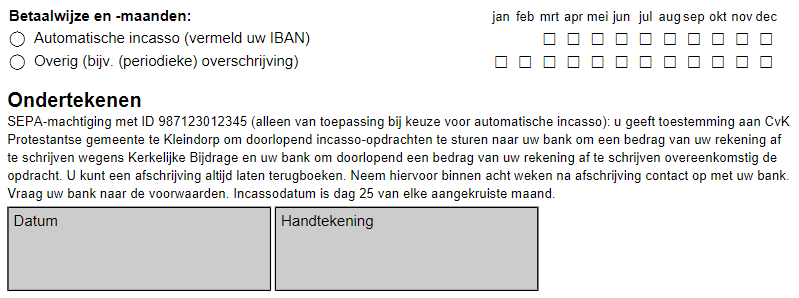 Betaalwijze en -maanden: jan feb mrt apr mei jun jul aug sep okt nov dec
Automatische incasso (vermeld uw IBAN)
Overig (bijv. (periodieke) overschrijving)
Ondertekenen
SEPA-machtiging met ID 987123012345 (alleen van toepassing bij keuze voor automatische incasso): u geeft toestemming aan CvK
Protestantse gemeente te Kleindorp om doorlopend incasso-opdrachten te sturen naar uw bank om een bedrag van uw rekening af
te schrijven wegens Kerkelijke Bijdrage en uw bank om doorlopend een bedrag van uw rekening af te schrijven overeenkomstig de
opdracht. U kunt een afschrijving altijd laten terugboeken. Neem hiervoor binnen acht weken na afschrijving contact op met uw bank.
Vraag uw bank naar de voorwaarden. Incassodatum is dag 25 van elke aangekruiste maand.
Datum Handtekening